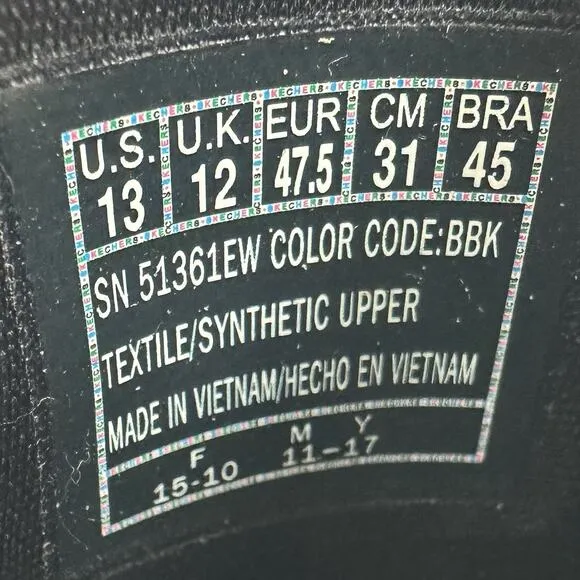 U.S. U.K. EUR CM BRA
13 12 47.5 31 45
SN 51361EW COLOR CODE:BBK
TEXTILE/SYNTHETIC UPPER
MADE IN VIETNAM/HECHO EN VIETNAM
F M Y
15-10 11-17